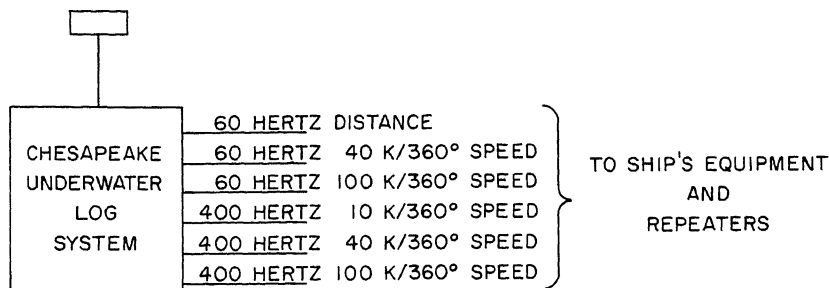 CHESAPEAKE
UNDERWATER
LOG
SYSTEM
60 HERTZ DISTANCE
60 HERTZ 40 K/360° SPEED
60 HERTZ 100 K/360° SPEED
400 HERTZ 10 K/360° SPEED
400 HERTZ 40 K/360° SPEED
400 HERTZ 100 K/360° SPEED
TO SHIP'S EQUIPMENT
AND
REPEATERS